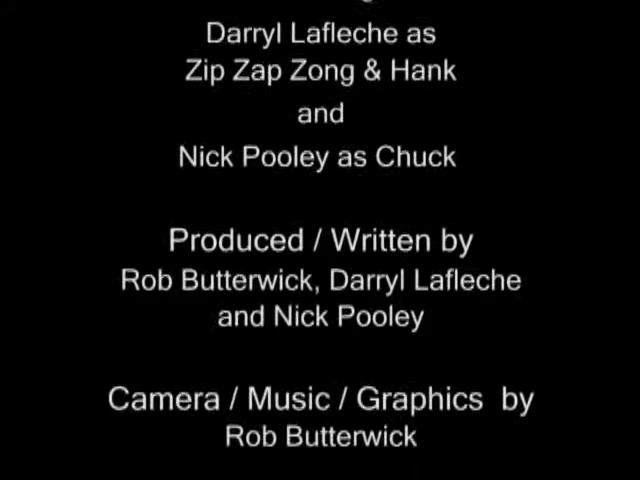 Darryl Lafleche as
Zip Zap Zong & Hank
and
Nick Pooley as Chuck
Produced / Written by
Rob Butterwick, Darryl Lafleche
and Nick Pooley
Camera / Music / Graphics by
Rob Butterwick